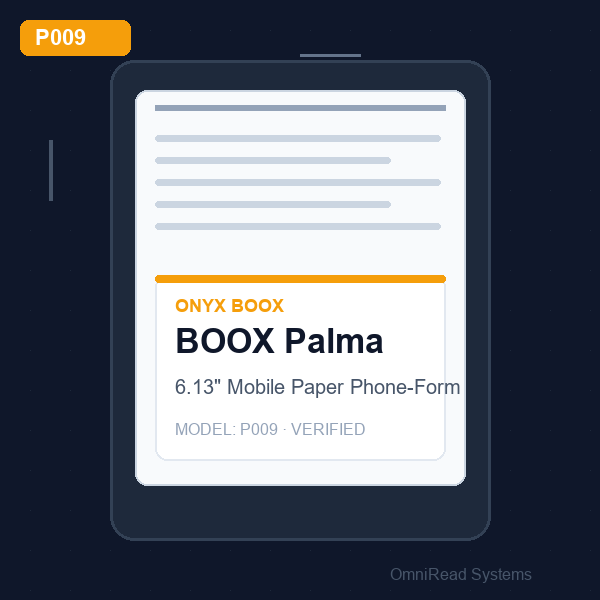 P009
ONYX BOOX
BOOX Palma
6.13" Mobile Paper Phone-Form
MODEL: P009 · VERIFIED
OmniRead Systems